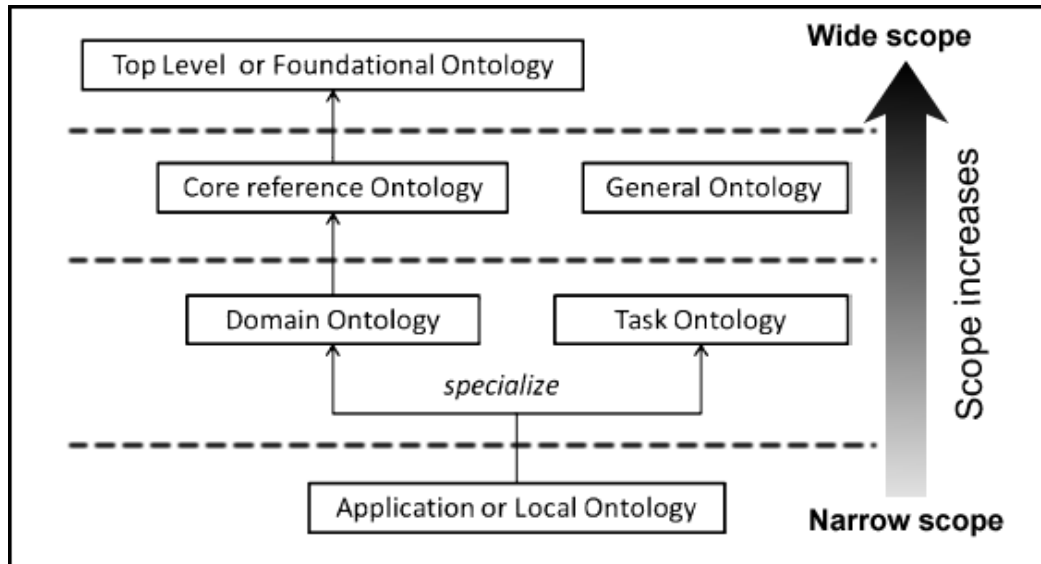 Wide scope
Top Level or Foundational Ontology
Core reference Ontology
General Ontology
Scope increases
Domain Ontology
Task Ontology
specialize
Application or Local Ontology
Narrow scope